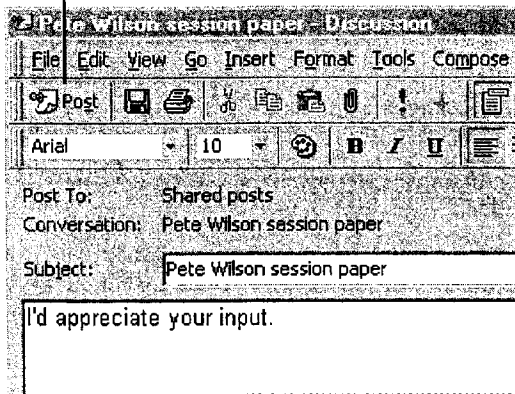 Pete Wilson session paper - Discussion
File Edit View Go Insert Format Tools Compose
Post
Arial 10 B I U
Post To: Shared posts
Conversation: Pete Wilson session paper
Subject: Pete Wilson session paper
I'd appreciate your input.